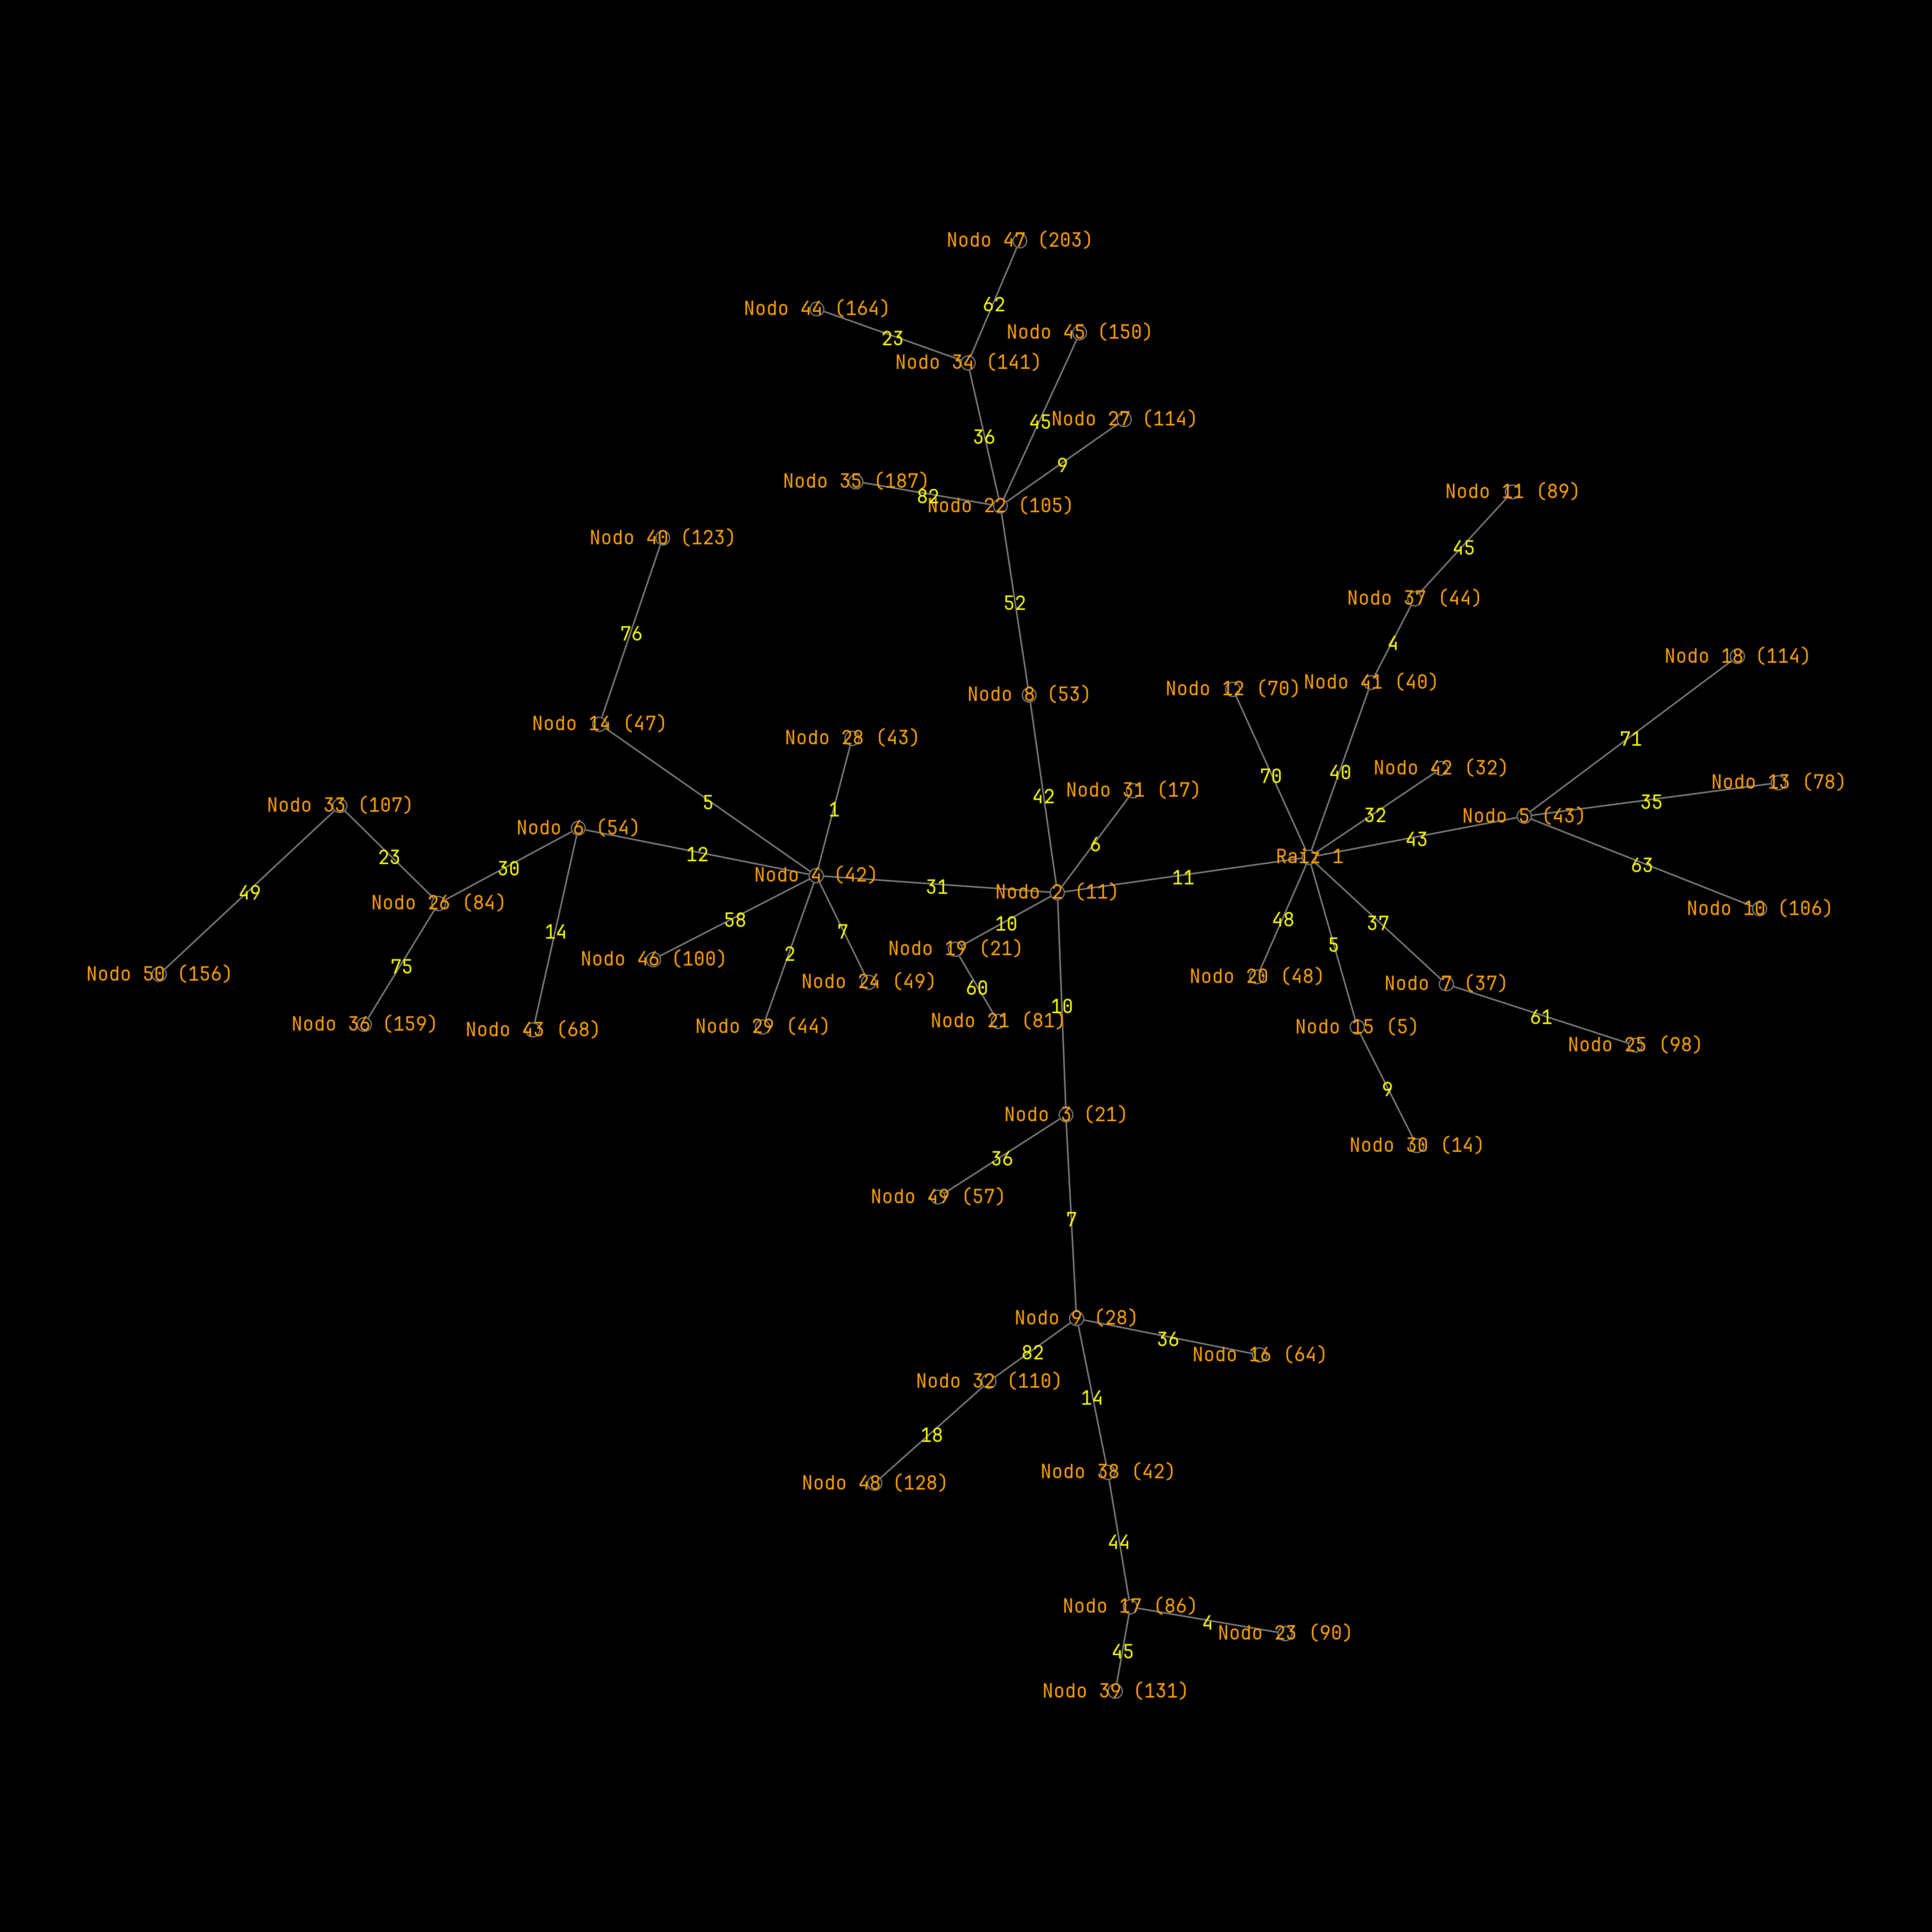 Nodo 47 (203)
62
Nodo 44 (164)
23
Nodo 45 (150)
Nodo 34 (141)
45
Nodo 27 (114)
36
9
Nodo 35 (187)
82
Nodo 22 (105)
Nodo 11 (89)
Nodo 40 (123)
45
Nodo 37 (44)
52
76
4
Nodo 18 (114)
Nodo 41 (40)
Nodo 12 (70)
Nodo 8 (53)
Nodo 14 (47)
Nodo 28 (43)
71
Nodo 42 (32)
70
40
Nodo 13 (78)
Nodo 31 (17)
42
5
35
Nodo 33 (107)
1
32
Nodo 5 (43)
Nodo 6 (54)
43
6
12
23
Raiz 1
63
30
Nodo 4 (42)
11
31
49
Nodo 2 (11)
Nodo 26 (84)
Nodo 10 (106)
58
48
37
10
14
7
5
Nodo 19 (21)
2
Nodo 46 (100)
75
Nodo 50 (156)
Nodo 20 (48)
Nodo 24 (49)
Nodo 7 (37)
60
10
61
Nodo 21 (81)
Nodo 36 (159)
Nodo 29 (44)
Nodo 15 (5)
Nodo 43 (68)
Nodo 25 (98)
9
Nodo 3 (21)
Nodo 30 (14)
36
Nodo 49 (57)
7
Nodo 9 (28)
36
82
Nodo 16 (64)
Nodo 32 (110)
14
18
Nodo 38 (42)
Nodo 48 (128)
44
Nodo 17 (86)
4
Nodo 23 (90)
45
Nodo 39 (131)